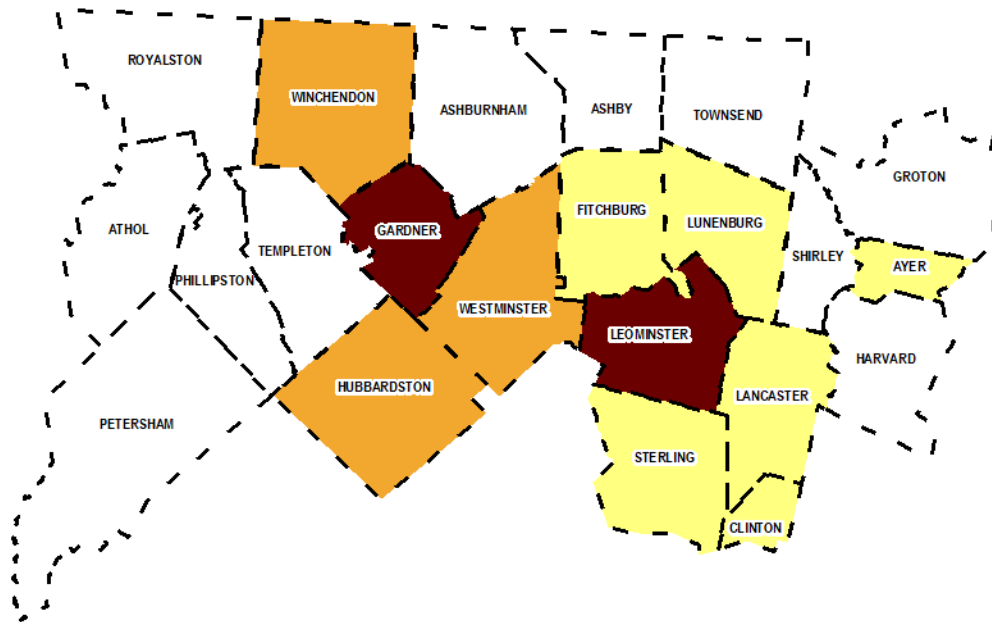 ROYALSTON
WINCHENDON
ASHBURNHAM
ASHBY
TOWNSEND
GROTON
ATHOL
PHILLIPSTON
TEMPLETON
GARDNER
FITCHBURG
LUNENBURG
SHIRLEY
AYER
WESTMINSTER
LEOMINSTER
HARVARD
HUBBARDSTON
LANCASTER
PETERSHAM
STERLING
CLINTON